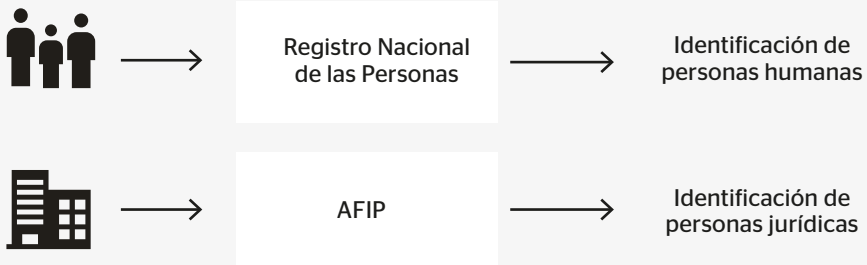 Registro Nacional
de las Personas
Identificación de
personas humanas
AFIP
Identificación de
personas jurídicas